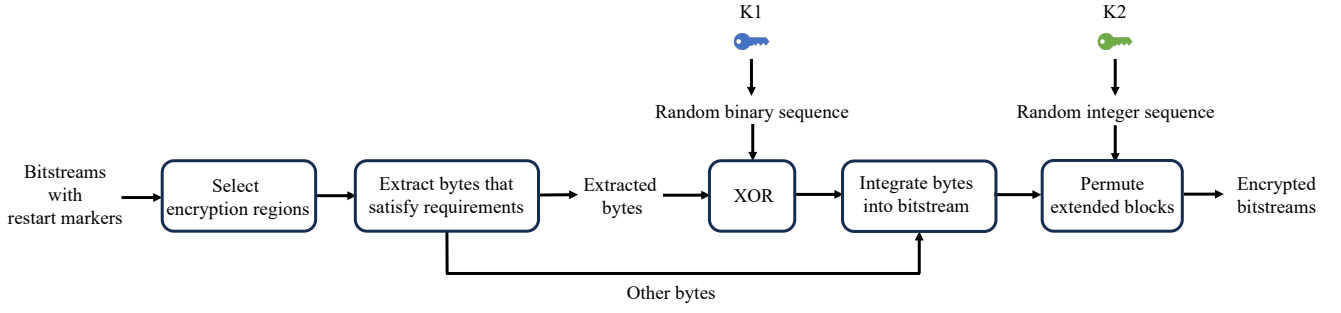 K1
K2
Random binary sequence
Random integer sequence
Bitstreams
with
restart markers
Select
encryption regions
Extract bytes that
satisfy requirements
Extracted
bytes
XOR
Integrate bytes
into bitstream
Permute
extended blocks
Encrypted
bitstreams
Other bytes